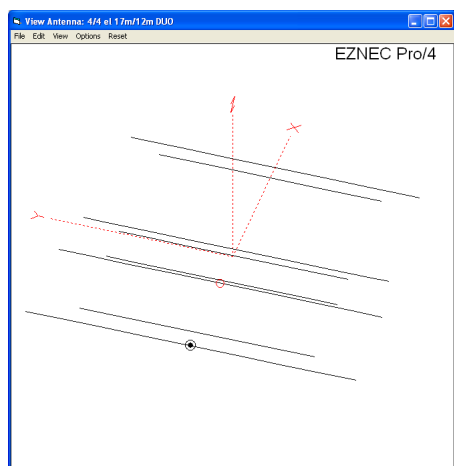 View Antenna: 4/4 el 17m/12m DUO
File Edit View Options Reset
EZNEC Pro/4
Z
X
Y